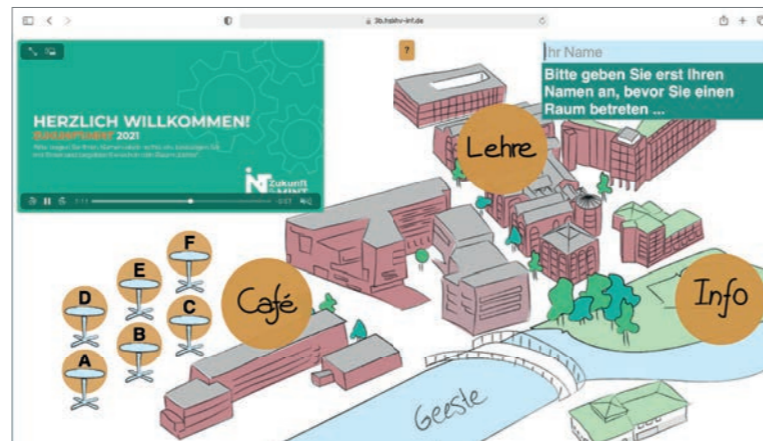 3b.hskhv-inf.de
?
Ihr Name
Bitte geben Sie erst Ihren
Namen an, bevor Sie einen
Raum betreten ...
HERZLICH WILLKOMMEN!
2021
Zukunft
MINT
Lehre
F
E
D
C
B
A
Café
Info
Geeste